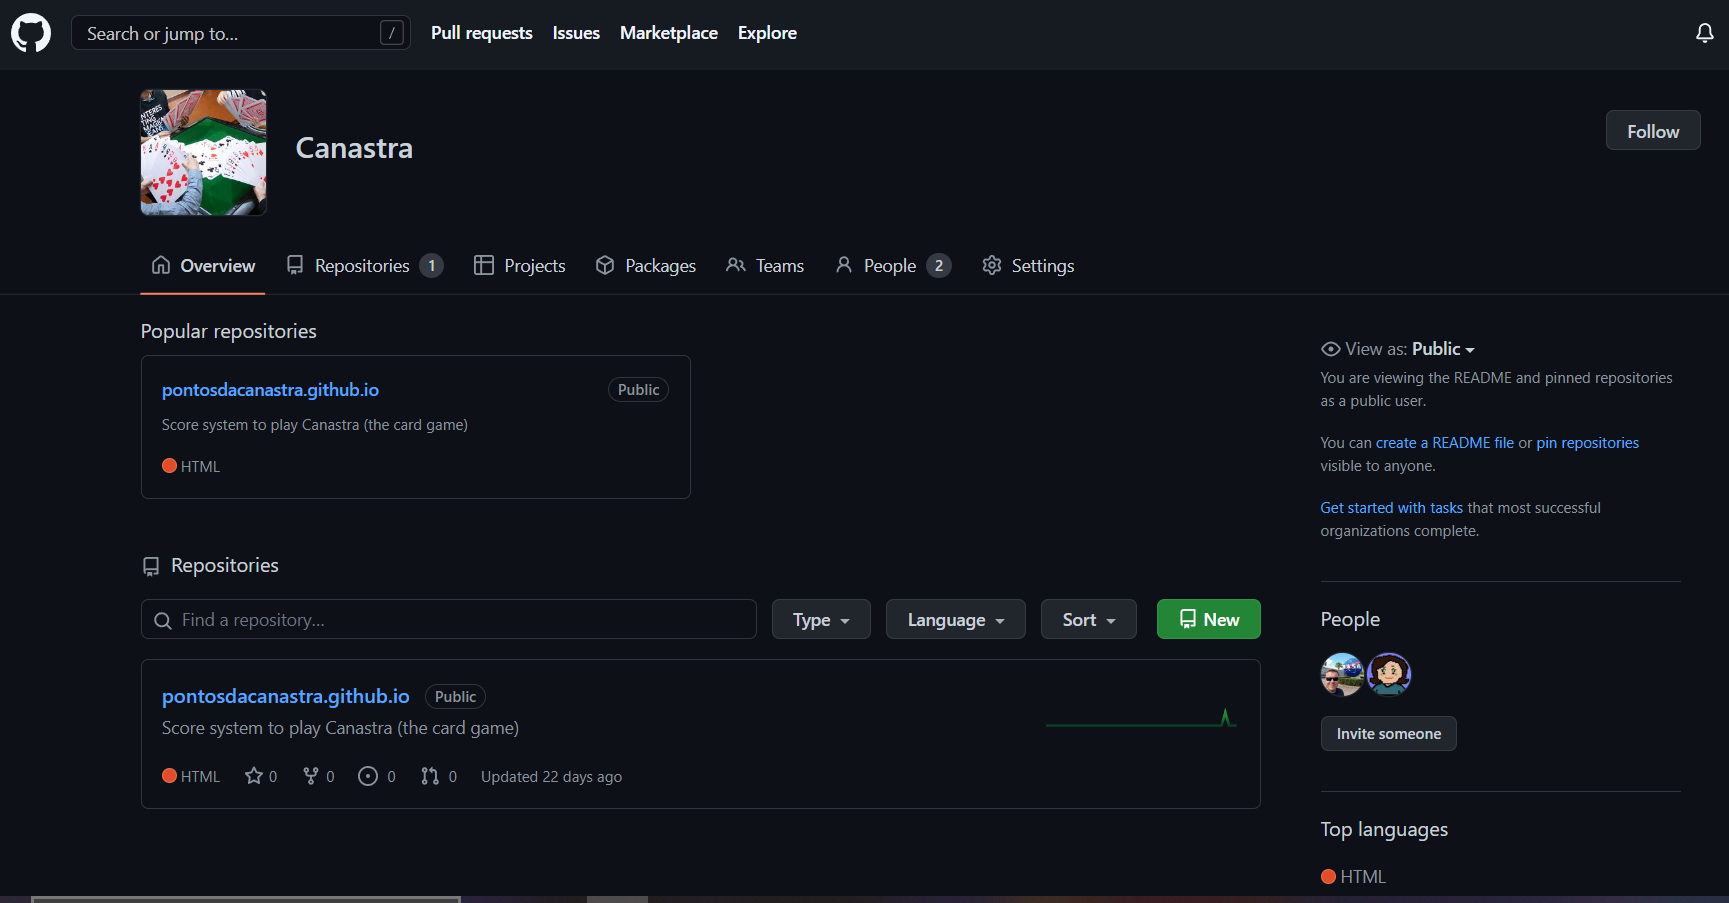 Search or jump to... /
Pull requests Issues Marketplace Explore
Canastra
Follow
Overview Repositories 1 Projects Packages Teams People 2 Settings
Popular repositories
pontosdacanastra.github.io Public
Score system to play Canastra (the card game)
HTML
Repositories
Find a repository...
Type Language Sort New
pontosdacanastra.github.io Public
Score system to play Canastra (the card game)
HTML 0 0 0 0 Updated 22 days ago
View as: Public
You are viewing the README and pinned repositories
as a public user.
You can create a README file or pin repositories
visible to anyone.
Get started with tasks that most successful
organizations complete.
People
Invite someone
Top languages
HTML